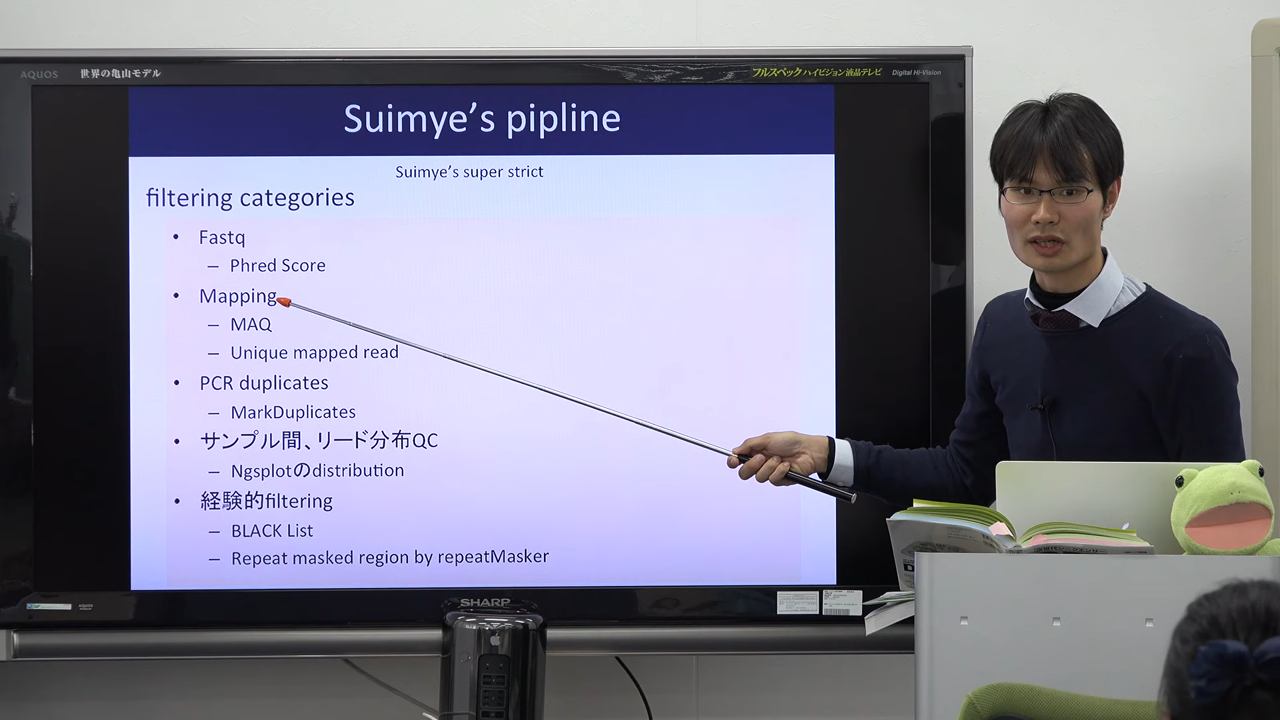 AQUOS 世界の亀山モデル フルスペックハイビジョン液晶テレビ Digital Hi-Vision
Suimye's pipline
Suimye's super strict
filtering categories
• Fastq
– Phred Score
• Mapping
– MAQ
– Unique mapped read
• PCR duplicates
– MarkDuplicates
• サンプル間、リード分布QC
– Ngsplotのdistribution
• 経験的filtering
– BLACK List
– Repeat masked region by repeatMasker
SHARP